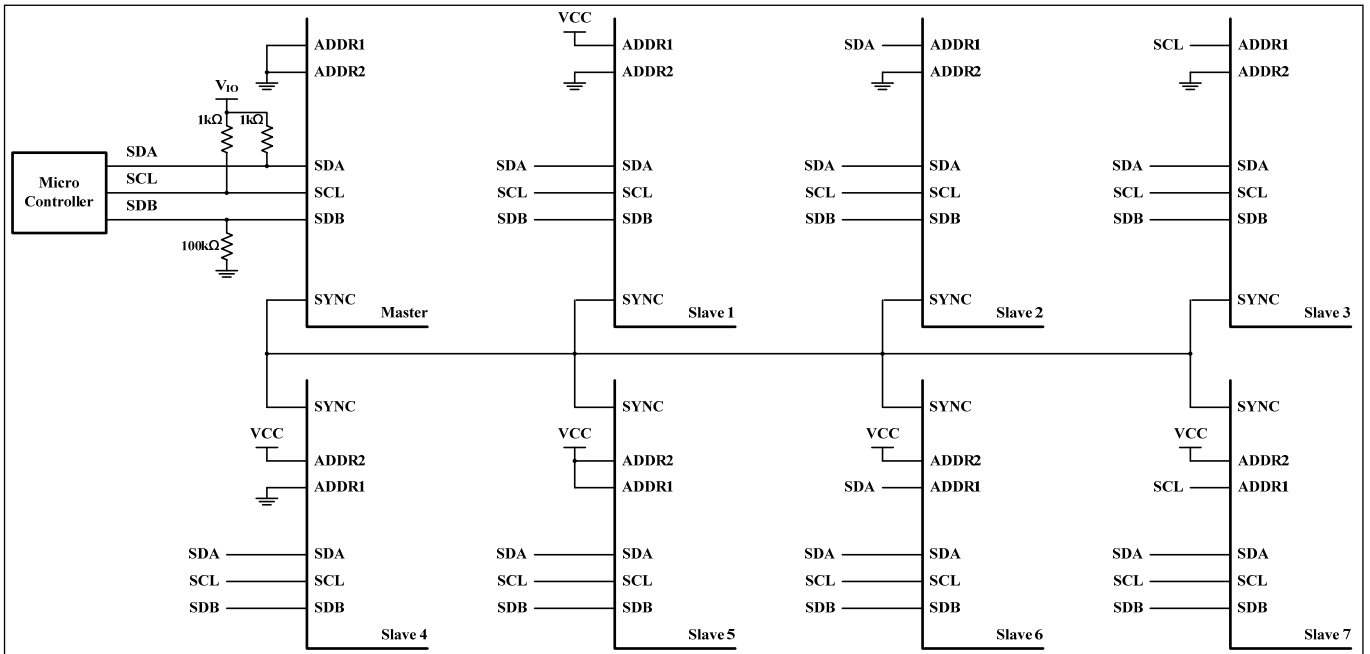 VCC
ADDR1 ADDR1 SDA ADDR1 SCL ADDR1
ADDR2 ADDR2 ADDR2 ADDR2
VIO
1kΩ 1kΩ
SDA SDA SDA SDA SDA SDA SDA SDA
Micro Controller
SCL SCL SCL SCL SCL SCL SCL SCL
SDB SDB SDB SDB SDB SDB SDB SDB
100kΩ
SYNC SYNC SYNC SYNC
Master Slave 1 Slave 2 Slave 3
SYNC SYNC SYNC SYNC
VCC VCC VCC VCC
ADDR2 ADDR2 ADDR2 ADDR2
ADDR1 ADDR1 SDA ADDR1 SCL ADDR1
SDA SDA SDA SDA SDA SDA SDA SDA
SCL SCL SCL SCL SCL SCL SCL SCL
SDB SDB SDB SDB SDB SDB SDB SDB
Slave 4 Slave 5 Slave 6 Slave 7